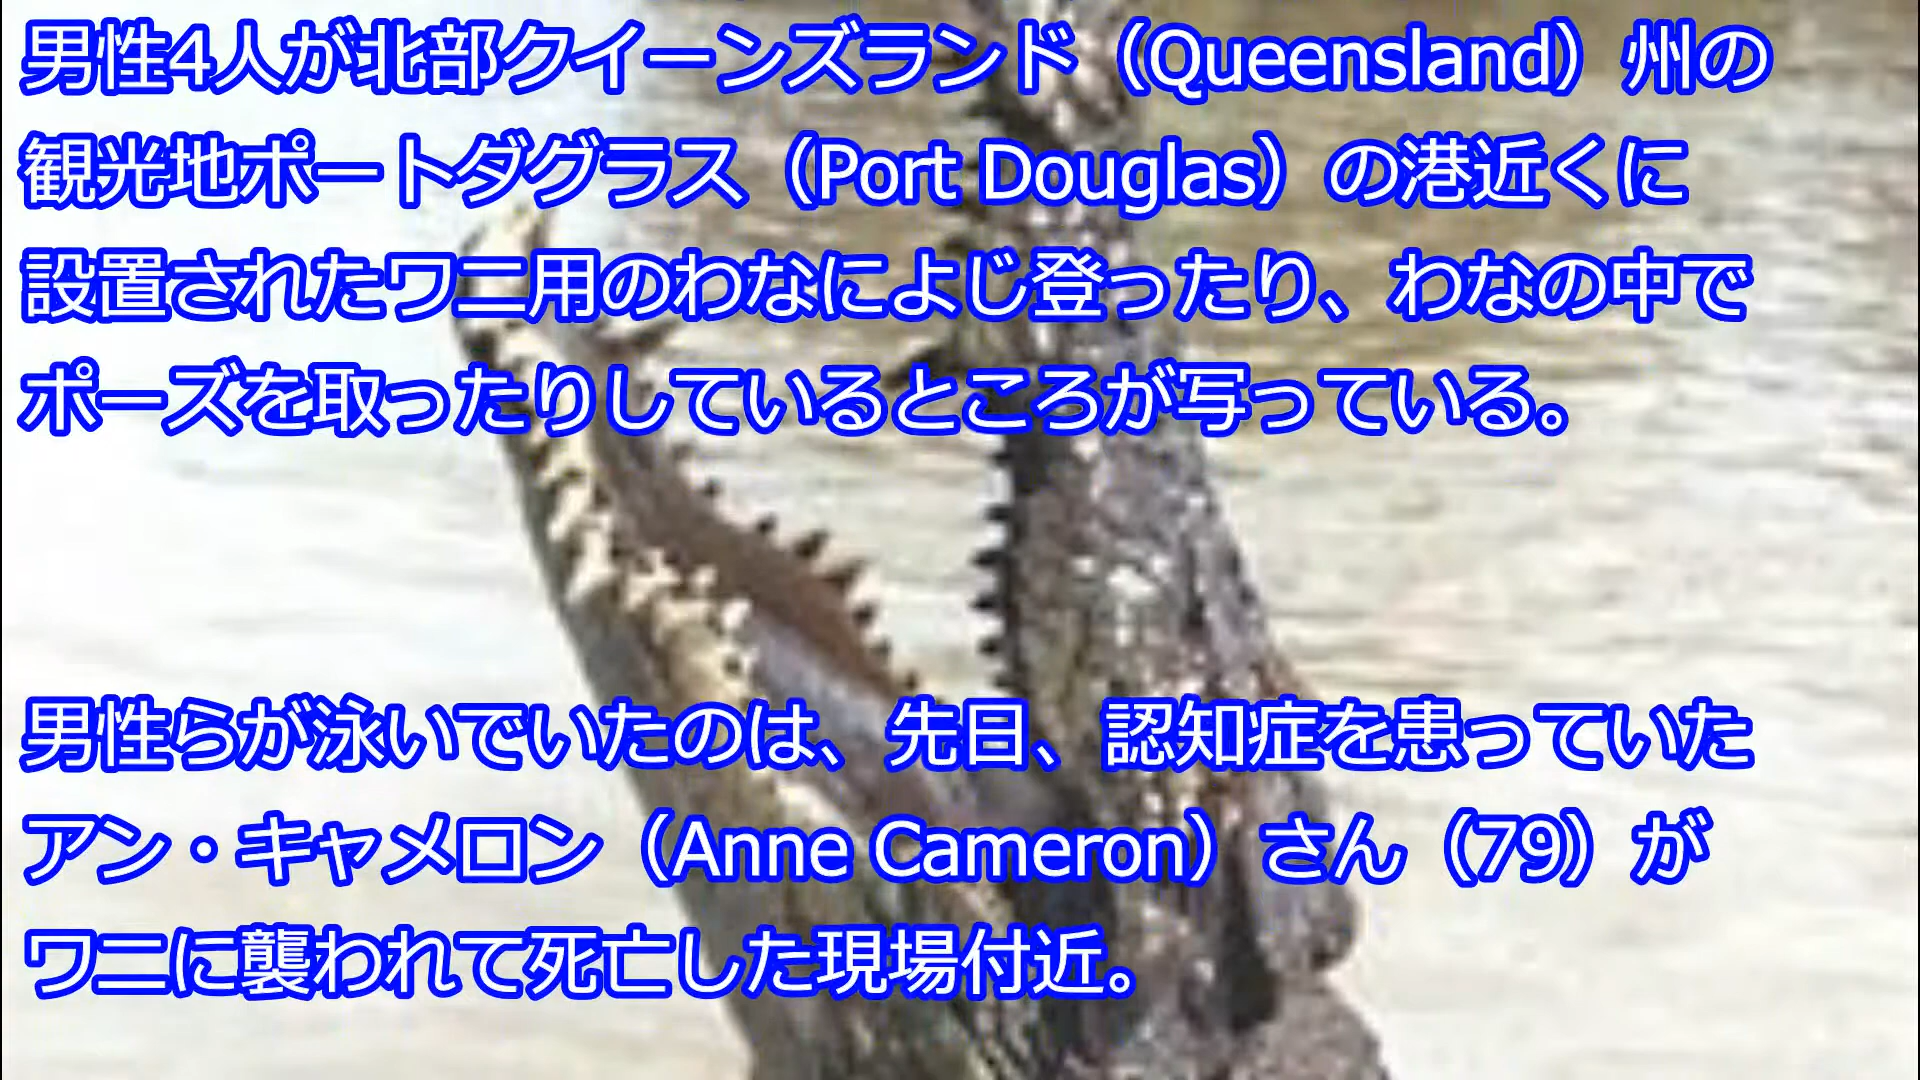 男性4人が北部クイーンズランド（Queensland）州の
観光地ポートダグラス（Port Douglas）の港近くに
設置されたワニ用のわなによじ登ったり、わなの中で
ポーズを取ったりしているところが写っている。
男性らが泳いでいたのは、先日、認知症を患っていた
アン・キャメロン（Anne Cameron）さん（79）が
ワニに襲われて死亡した現場付近。